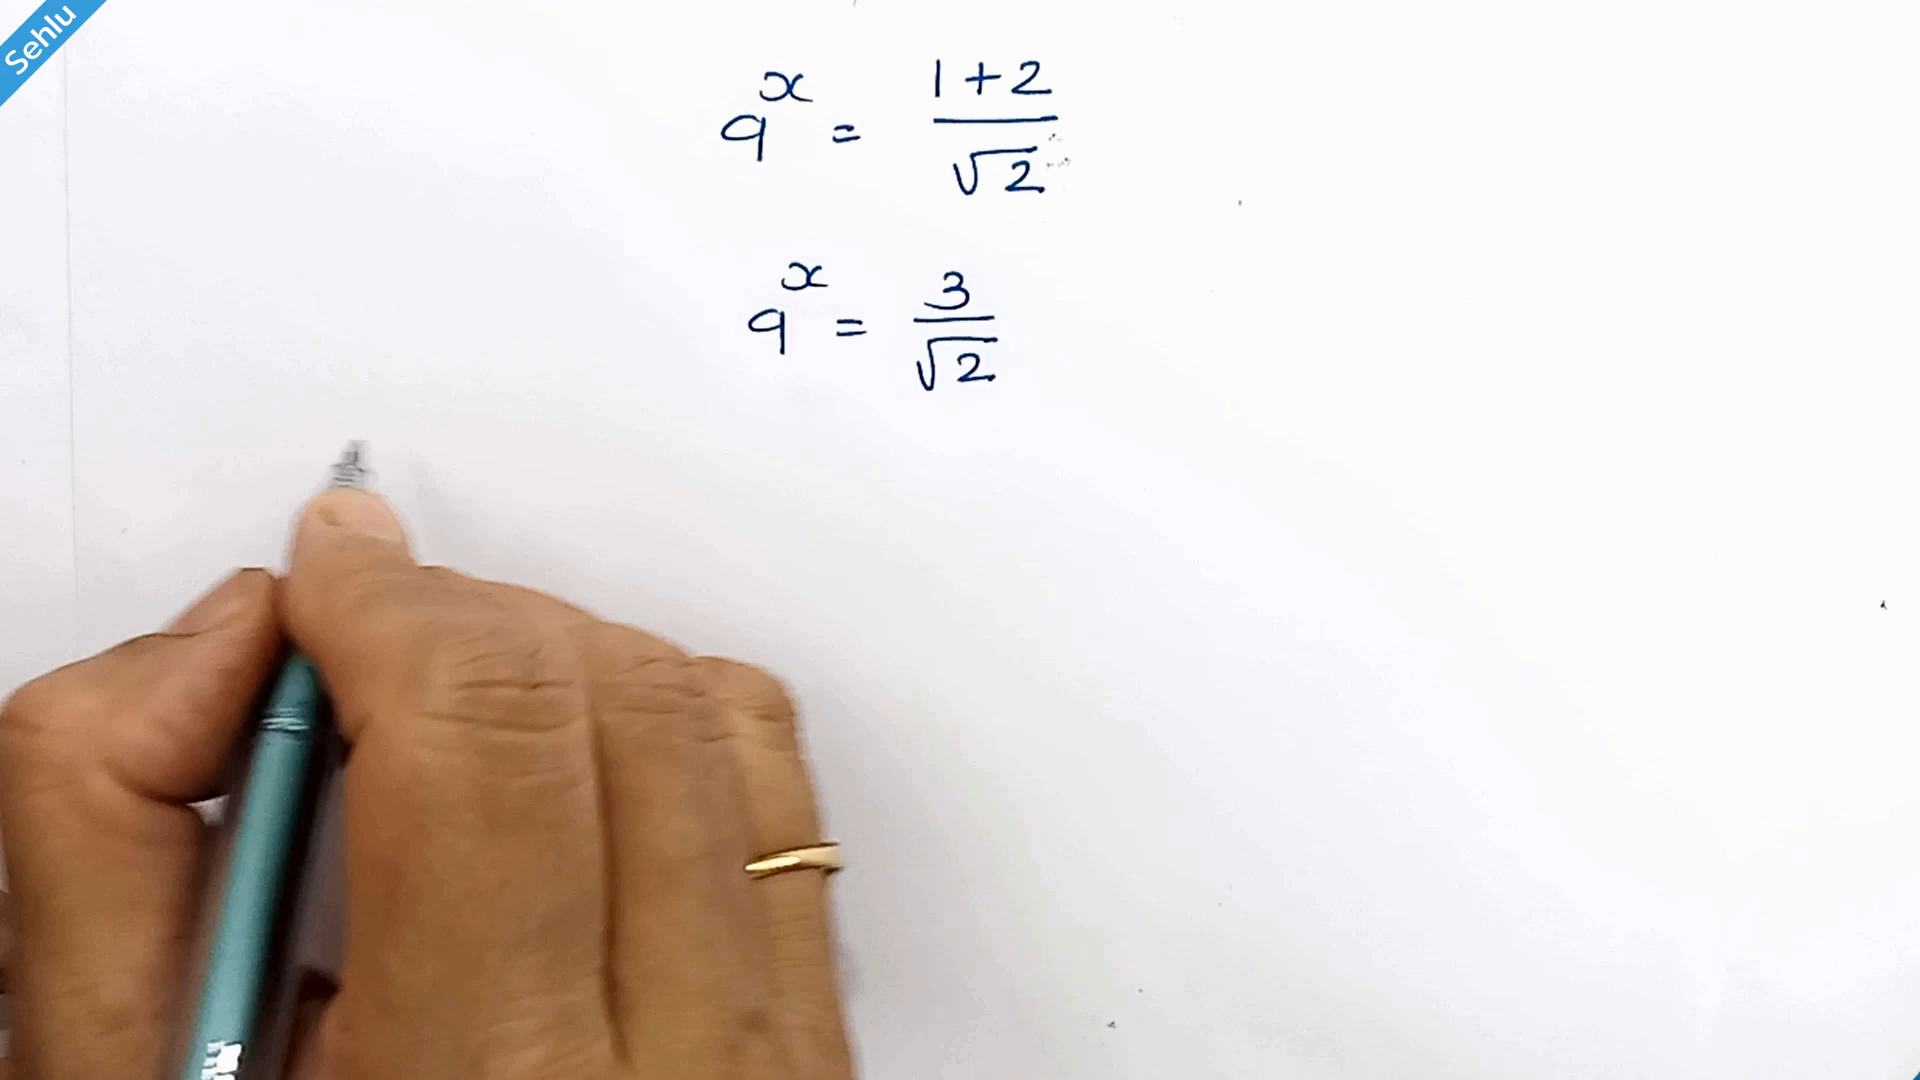 Sehlu
9^x = (1+2)/√2
9^x = 3/√2